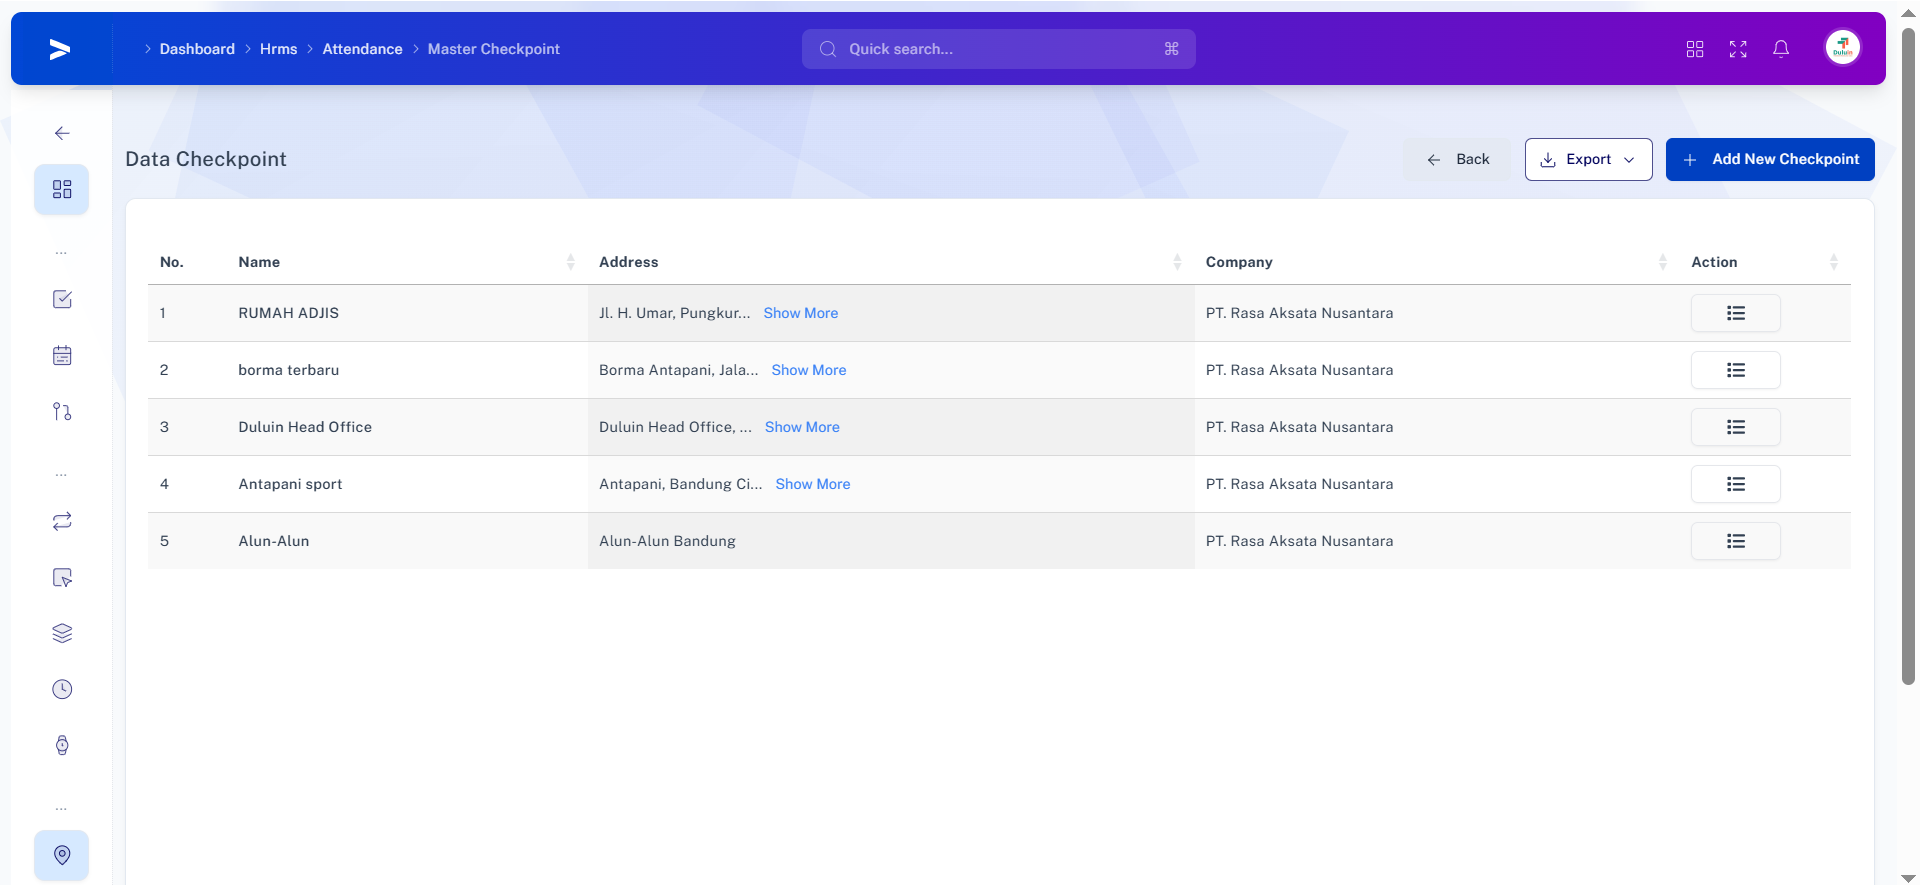 Dashboard Hrms Attendance Master Checkpoint
Quick search... ⌘
Duluin
Data Checkpoint
Back
Export
Add New Checkpoint
No. Name Address Company Action
1 RUMAH ADJIS Jl. H. Umar, Pungkur... Show More PT. Rasa Aksata Nusantara
2 borma terbaru Borma Antapani, Jala... Show More PT. Rasa Aksata Nusantara
3 Duluin Head Office Duluin Head Office, ... Show More PT. Rasa Aksata Nusantara
4 Antapani sport Antapani, Bandung Ci... Show More PT. Rasa Aksata Nusantara
5 Alun-Alun Alun-Alun Bandung PT. Rasa Aksata Nusantara
...
...
...